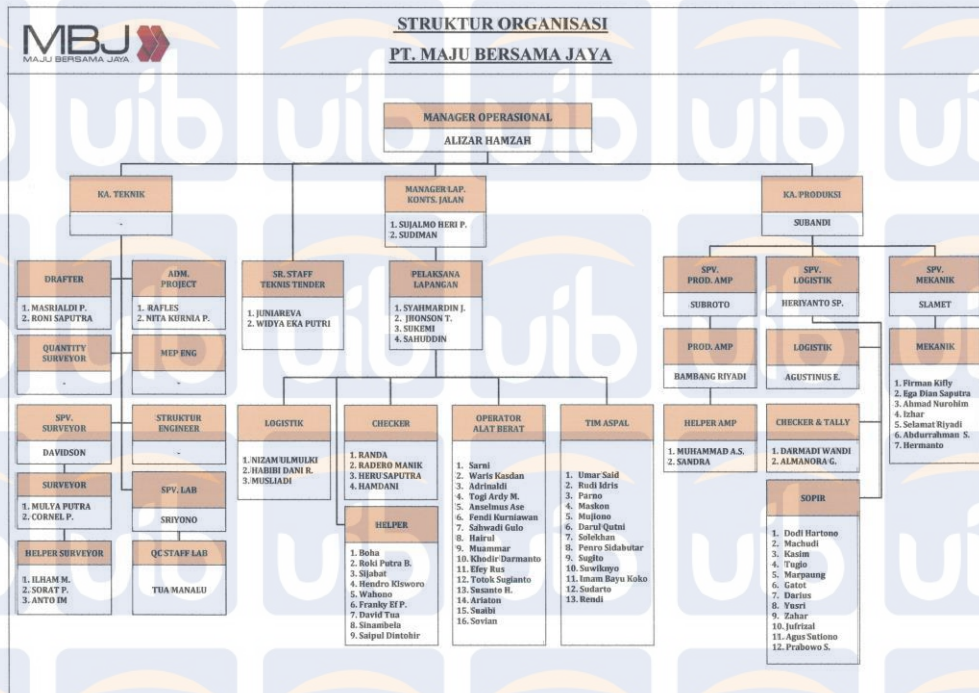 STRUKTUR ORGANISASI
MBJ
MAJU BERSAMA JAYA
PT. MAJU BERSAMA JAYA
MANAGER OPERASIONAL
ALIZAR HAMZAH
KA. TEKNIK
-
MANAGER LAP.
KONTS. JALAN
1. SUJALMO HERI P.
2. SUDIMAN
KA. PRODUKSI
SUBANDI
DRAFTER
1. MASRIALDI P.
2. RONI SAPUTRA
ADM.
PROJECT
1. RAFLES
2. NITA KURNIA P.
SR. STAFF
TEKNIS TENDER
1. JUNIAREVA
2. WIDYA EKA PUTRI
PELAKSANA
LAPANGAN
1. SYAHMARDIN J.
2. JHONSON T.
3. SUKEMI
4. SAHUDDIN
SPV.
PROD. AMP
SUBROTO
SPV.
LOGISTIK
HERIYANTO SP.
SPV.
MEKANIK
SLAMET
QUANTITY
SURVEYOR
-
MEP ENG
-
PROD. AMP
BAMBANG RIYADI
LOGISTIK
AGUSTINUS E.
MEKANIK
1. Firman Kifly
2. Ega Dian Saputra
3. Ahmad Nurohim
4. Izhar
5. Selamat Riyadi
6. Abdurrahman S.
7. Hermanto
SPV.
SURVEYOR
DAVIDSON
STRUKTUR
ENGINEER
-
LOGISTIK
1. NIZAM ULMULKI
2. HABIBI DANI R.
3. MUSLIADI
CHECKER
1. RANDA
2. RADERO MANIK
3. HERU SAPUTRA
4. HAMDANI
OPERATOR
ALAT BERAT
1. Sarni
2. Waris Kasdan
3. Adrinaldi
4. Togi Ardy M.
5. Anselmus Ase
6. Fendi Kurniawan
7. Sahwadi Gulo
8. Hairul
9. Muammar
10. Khodir Darmanto
11. Efey Rus
12. Totok Sugianto
13. Susanto H.
14. Ariaton
15. Suaibi
16. Sovian
TIM ASPAL
1. Umar Said
2. Rudi Idris
3. Parno
4. Maskon
5. Mujiono
6. Darul Qutni
7. Solekhan
8. Penro Sidabutar
9. Sugito
10. Suwiknyo
11. Imam Bayu Koko
12. Sudarto
13. Rendi
HELPER AMP
1. MUHAMMAD A.S.
2. SANDRA
CHECKER & TALLY
1. DARMADI WANDI
2. ALMANORA G.
SURVEYOR
1. MULYA PUTRA
2. CORNEL P.
SPV. LAB
SRIYONO
HELPER
1. Boha
2. Roki Putra B.
3. Sijabat
4. Hendro Kisworo
5. Wahono
6. Franky Ef P.
7. David Tua
8. Sinambela
9. Saipul Dintohir
SOPIR
1. Dodi Hartono
2. Machudi
3. Kasim
4. Tugio
5. Marpaung
6. Gatot
7. Darius
8. Yusri
9. Zahar
10. Jufrizal
11. Agus Sutiono
12. Prabowo S.
HELPER SURVEYOR
1. ILHAM M.
2. SORAT P.
3. ANTO IM
QC STAFF LAB
TUA MANALU
uib